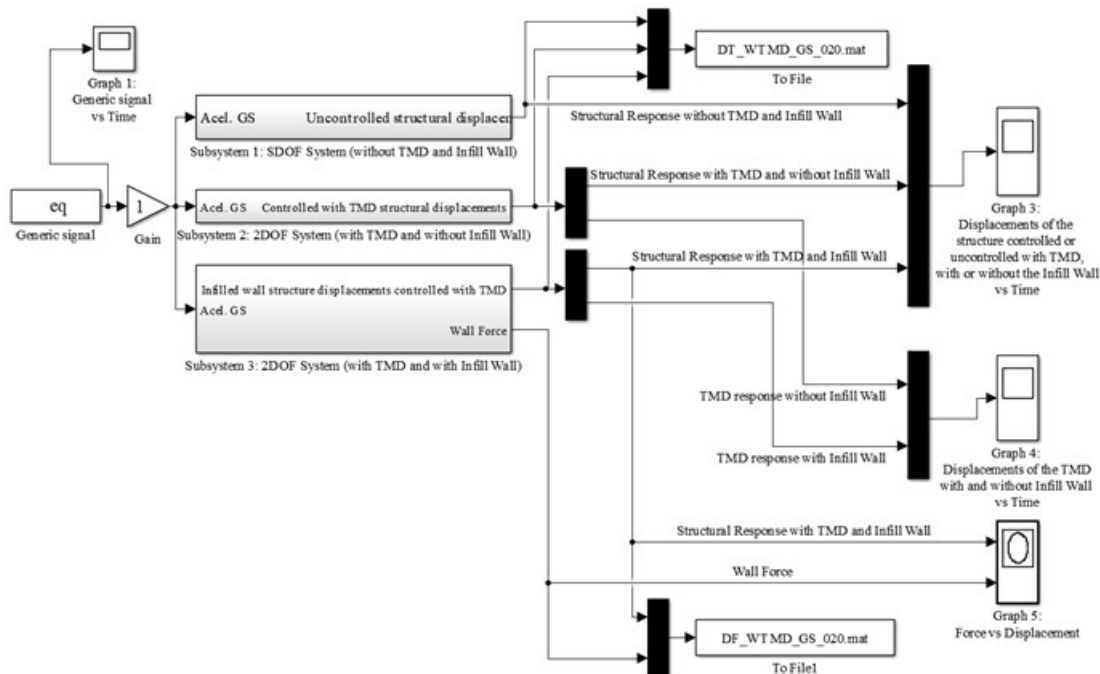 Graph 1:
Generic signal
vs Time
DT_WTMD_GS_020.mat
To File
Acel. GS
Uncontrolled structural displacer
Subsystem 1: SDOF System (without TMD and Infill Wall)
Structural Response without TMD and Infill Wall
eq
Generic signal
1
Gain
Acel. GS
Controlled with TMD structural displacements
Subsystem 2: 2DOF System (with TMD and without Infill Wall)
Structural Response with TMD and without Infill Wall
Graph 3:
Displacements of the
structure controlled or
uncontrolled with TMD,
with or without the Infill Wall
vs Time
Infilled wall structure displacements controlled with TMD
Acel. GS
Wall Force
Subsystem 3: 2DOF System (with TMD and with Infill Wall)
Structural Response with TMD and Infill Wall
TMD response without Infill Wall
TMD response with Infill Wall
Graph 4:
Displacements of the TMD
with and without Infill Wall
vs Time
Structural Response with TMD and Infill Wall
Wall Force
Graph 5:
Force vs Displacement
DF_WTMD_GS_020.mat
To File1